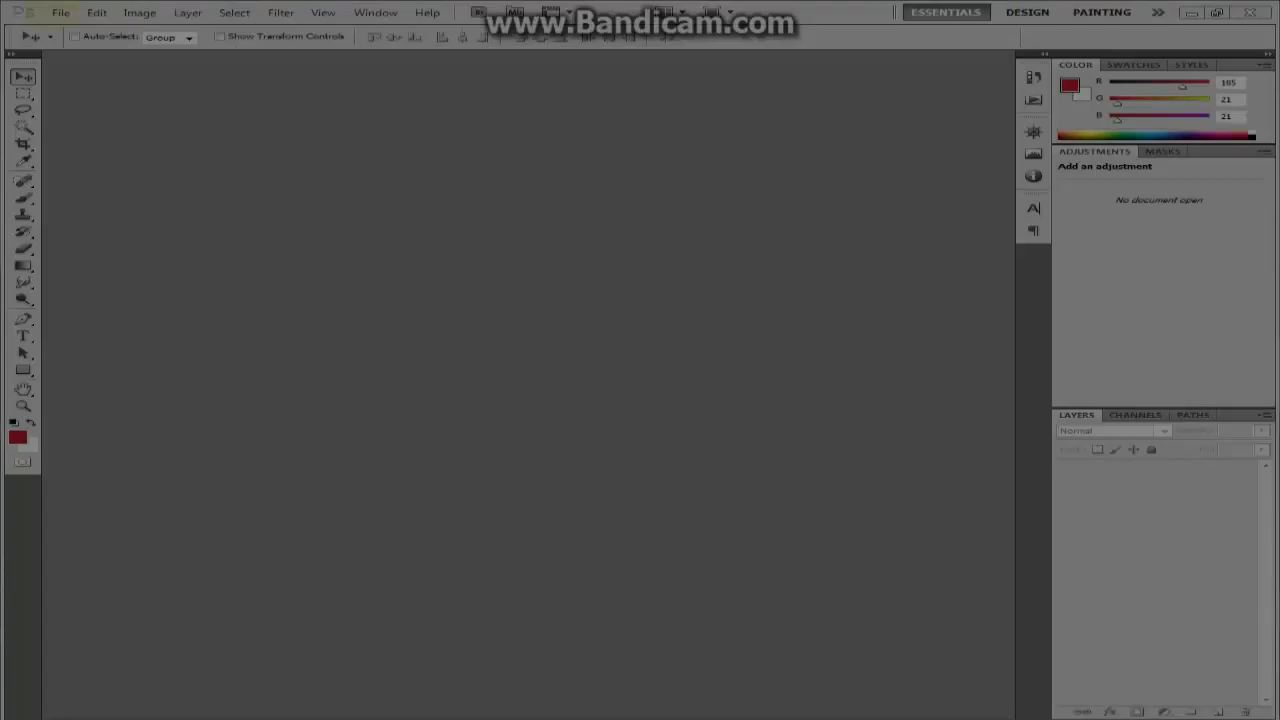 Ps File Edit Image Layer Select Filter View Window Help
www.Bandicam.com
ESSENTIALS DESIGN PAINTING
Auto-Select: Group Show Transform Controls
COLOR SWATCHES STYLES
R 185
G 21
B 21
ADJUSTMENTS MASKS
Add an adjustment
No document open
LAYERS CHANNELS PATHS
Normal